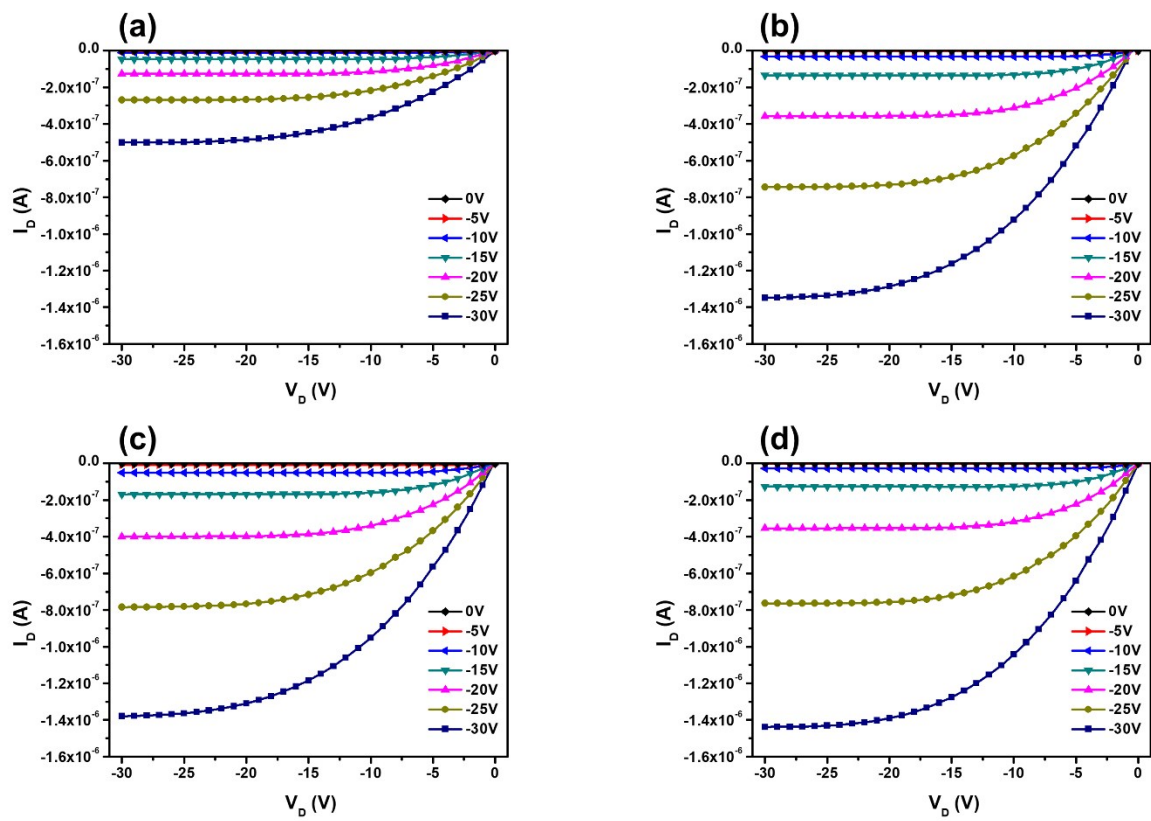 (a)
0.0
-2.0x10⁻⁷
-4.0x10⁻⁷
-6.0x10⁻⁷
-8.0x10⁻⁷
-1.0x10⁻⁶
-1.2x10⁻⁶
-1.4x10⁻⁶
-1.6x10⁻⁶
I_D (A)
0V
-5V
-10V
-15V
-20V
-25V
-30V
-30 -25 -20 -15 -10 -5 0
V_D (V)
(b)
0.0
-2.0x10⁻⁷
-4.0x10⁻⁷
-6.0x10⁻⁷
-8.0x10⁻⁷
-1.0x10⁻⁶
-1.2x10⁻⁶
-1.4x10⁻⁶
-1.6x10⁻⁶
I_D (A)
0V
-5V
-10V
-15V
-20V
-25V
-30V
-30 -25 -20 -15 -10 -5 0
V_D (V)
(c)
0.0
-2.0x10⁻⁷
-4.0x10⁻⁷
-6.0x10⁻⁷
-8.0x10⁻⁷
-1.0x10⁻⁶
-1.2x10⁻⁶
-1.4x10⁻⁶
-1.6x10⁻⁶
I_D (A)
0V
-5V
-10V
-15V
-20V
-25V
-30V
-30 -25 -20 -15 -10 -5 0
V_D (V)
(d)
0.0
-2.0x10⁻⁷
-4.0x10⁻⁷
-6.0x10⁻⁷
-8.0x10⁻⁷
-1.0x10⁻⁶
-1.2x10⁻⁶
-1.4x10⁻⁶
-1.6x10⁻⁶
I_D (A)
0V
-5V
-10V
-15V
-20V
-25V
-30V
-30 -25 -20 -15 -10 -5 0
V_D (V)